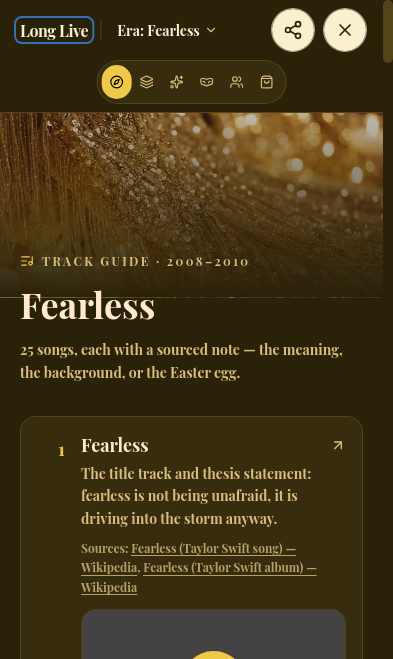 Long Live
Era: Fearless
TRACK GUIDE · 2008–2010
Fearless
25 songs, each with a sourced note — the meaning,
the background, or the Easter egg.
1
Fearless
The title track and thesis statement:
fearless is not being unafraid, it is
driving into the storm anyway.
Sources: Fearless (Taylor Swift song) —
Wikipedia, Fearless (Taylor Swift album) —
Wikipedia